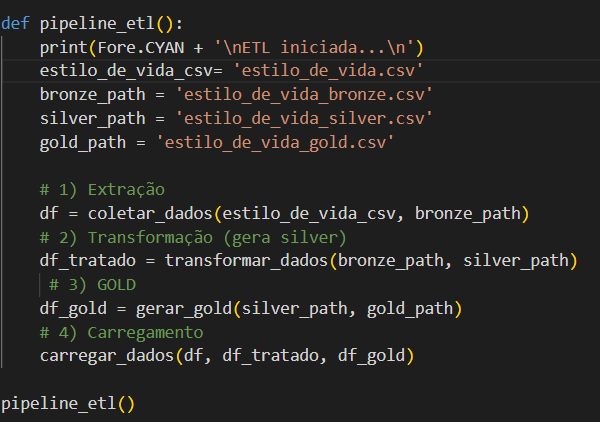 def pipeline_etl():
    print(Fore.CYAN + '\nETL iniciada...\n')
    estilo_de_vida_csv= 'estilo_de_vida.csv'
    bronze_path = 'estilo_de_vida_bronze.csv'
    silver_path = 'estilo_de_vida_silver.csv'
    gold_path = 'estilo_de_vida_gold.csv'

    # 1) Extração
    df = coletar_dados(estilo_de_vida_csv, bronze_path)
    # 2) Transformação (gera silver)
    df_tratado = transformar_dados(bronze_path, silver_path)
     # 3) GOLD
    df_gold = gerar_gold(silver_path, gold_path)
    # 4) Carregamento
    carregar_dados(df, df_tratado, df_gold)

pipeline_etl()